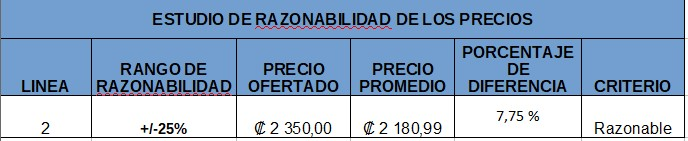 ESTUDIO DE RAZONABILIDAD DE LOS PRECIOS
LINEA
RANGO DE
RAZONABILIDAD
PRECIO
OFERTADO
PRECIO
PROMEDIO
PORCENTAJE
DE
DIFERENCIA
CRITERIO
2
+/-25%
₡ 2 350,00
₡ 2 180,99
7,75 %
Razonable